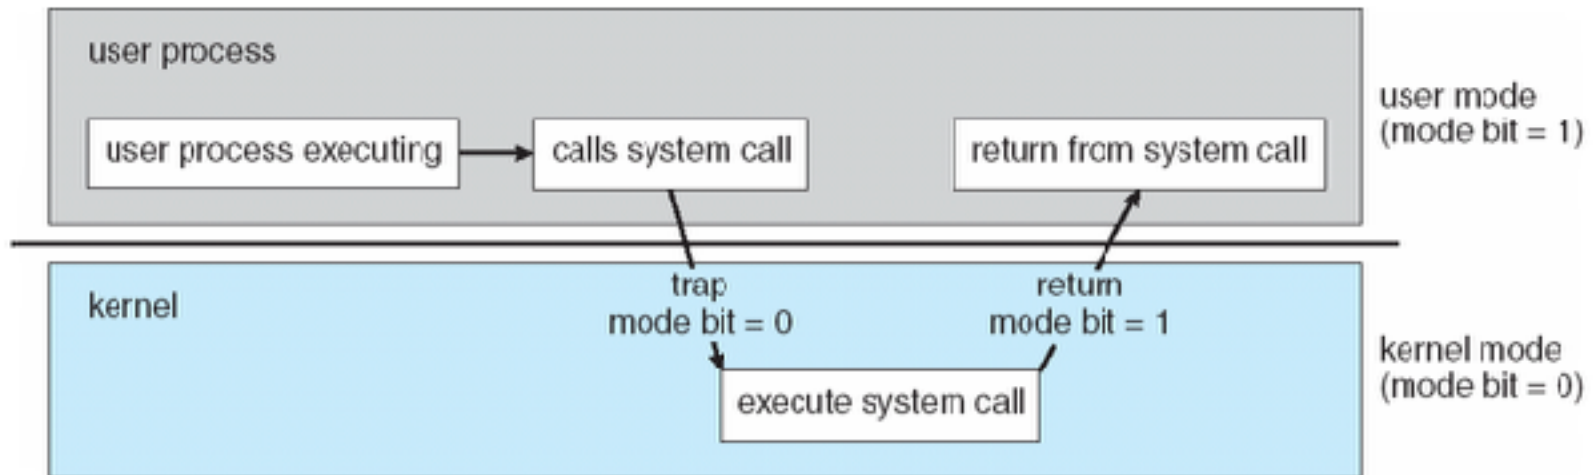 user process
user process executing
calls system call
return from system call
user mode
(mode bit = 1)
trap
mode bit = 0
return
mode bit = 1
kernel
execute system call
kernel mode
(mode bit = 0)